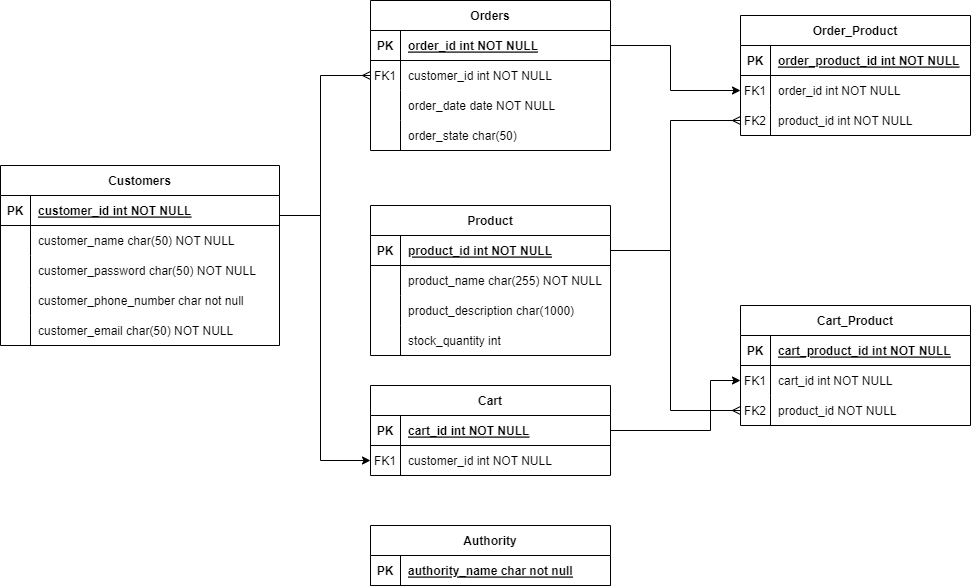 Orders
PK order_id int NOT NULL
FK1 customer_id int NOT NULL
order_date date NOT NULL
order_state char(50)
Order_Product
PK order_product_id int NOT NULL
FK1 order_id int NOT NULL
FK2 product_id int NOT NULL
Customers
PK customer_id int NOT NULL
customer_name char(50) NOT NULL
customer_password char(50) NOT NULL
customer_phone_number char not null
customer_email char(50) NOT NULL
Product
PK product_id int NOT NULL
product_name char(255) NOT NULL
product_description char(1000)
stock_quantity int
Cart_Product
PK cart_product_id int NOT NULL
FK1 cart_id int NOT NULL
FK2 product_id NOT NULL
Cart
PK cart_id int NOT NULL
FK1 customer_id int NOT NULL
Authority
PK authority_name char not null